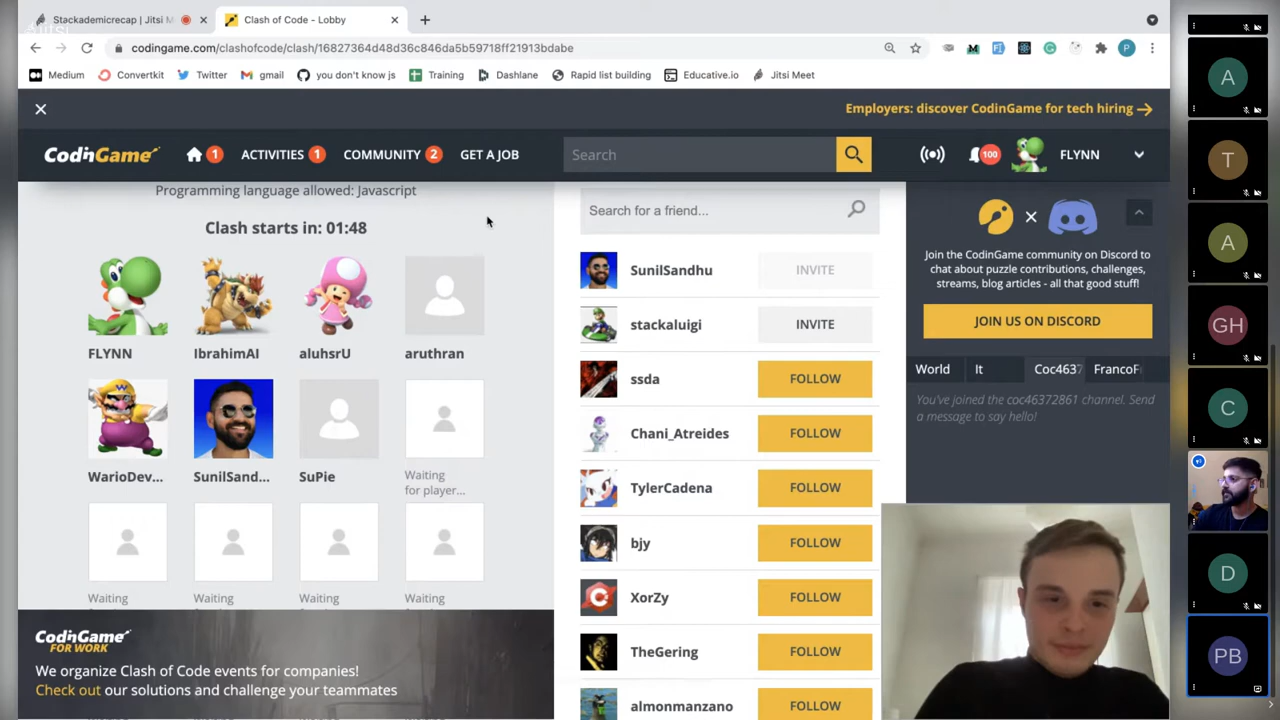 Stackademicrecap | Jitsi M
Clash of Code - Lobby
codingame.com/clashofcode/clash/16827364d48d36c846da5b59718ff21913bdabe
Medium
Convertkit
Twitter
gmail
you don't know js
Training
Dashlane
Rapid list building
Educative.io
Jitsi Meet
P
Employers: discover CodinGame for tech hiring
CODINGAME
1
ACTIVITIES 1
COMMUNITY 2
GET A JOB
Search
100
FLYNN
Programming language allowed: Javascript
Clash starts in: 01:48
FLYNN
IbrahimAI
aluhsrU
aruthran
WarioDev...
SunilSand...
SuPie
Waiting
for player...
Waiting
Waiting
Waiting
Waiting
CODINGAME
FOR WORK
We organize Clash of Code events for companies!
Check out our solutions and challenge your teammates
Search for a friend...
SunilSandhu INVITE
stackaluigi INVITE
ssda FOLLOW
Chani_Atreides FOLLOW
TylerCadena FOLLOW
bjy FOLLOW
XorZy FOLLOW
TheGering FOLLOW
almonmanzano FOLLOW
Join the CodinGame community on Discord to
chat about puzzle contributions, challenges,
streams, blog articles - all that good stuff!
JOIN US ON DISCORD
World
It
Coc4637
FrancoF
You've joined the coc46372861 channel. Send
a message to say hello!
A
T
A
GH
C
D
PB